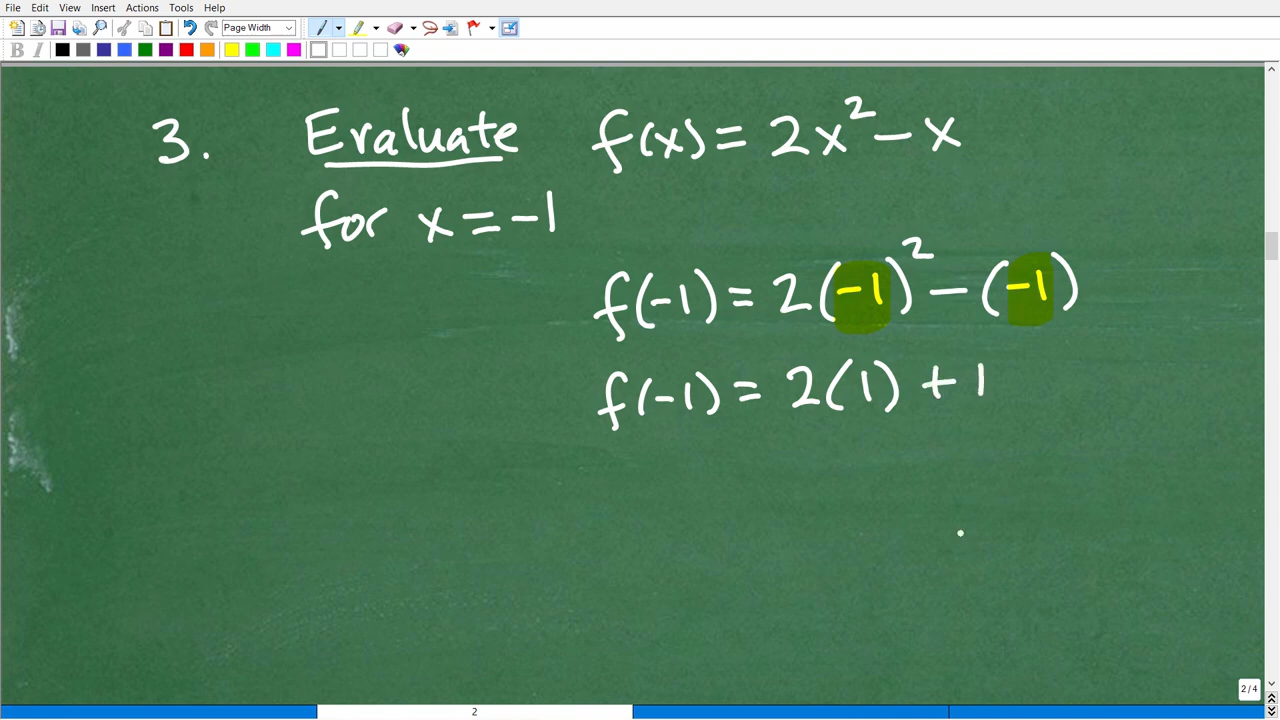 File Edit View Insert Actions Tools Help
Page Width
B I
3. Evaluate f(x) = 2x² - x
for x = -1
f(-1) = 2(-1)² - (-1)
f(-1) = 2(1) + 1
2/4
2